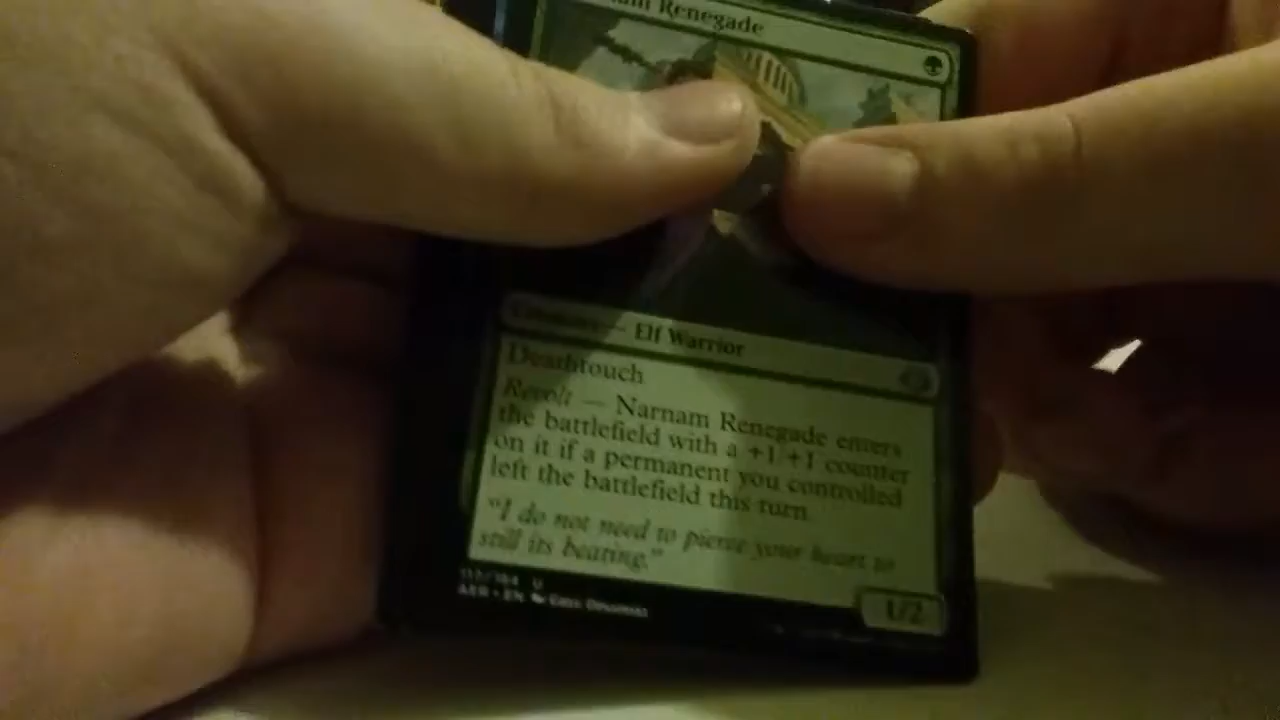 Renegade
— Elf Warrior
Deathtouch
Revolt — Narnam Renegade enters
the battlefield with a +1/+1 counter
on it if a permanent you controlled
left the battlefield this turn.
"I do not need to pierce your heart to
still its beating."
U
AER • EN
1/2